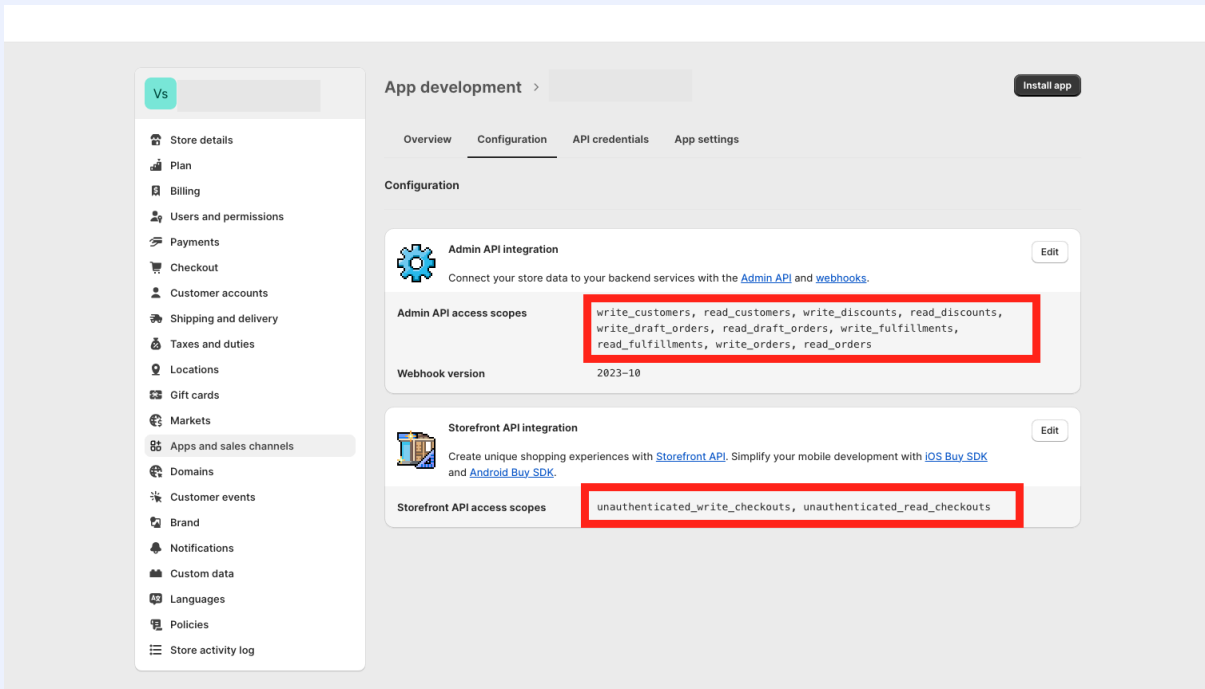 Vs
Store details
Plan
Billing
Users and permissions
Payments
Checkout
Customer accounts
Shipping and delivery
Taxes and duties
Locations
Gift cards
Markets
Apps and sales channels
Domains
Customer events
Brand
Notifications
Custom data
Languages
Policies
Store activity log
App development >
Install app
Overview Configuration API credentials App settings
Configuration
Admin API integration
Edit
Connect your store data to your backend services with the Admin API and webhooks.
Admin API access scopes
write_customers, read_customers, write_discounts, read_discounts,
write_draft_orders, read_draft_orders, write_fulfillments,
read_fulfillments, write_orders, read_orders
Webhook version
2023-10
Storefront API integration
Edit
Create unique shopping experiences with Storefront API. Simplify your mobile development with iOS Buy SDK
and Android Buy SDK.
Storefront API access scopes
unauthenticated_write_checkouts, unauthenticated_read_checkouts